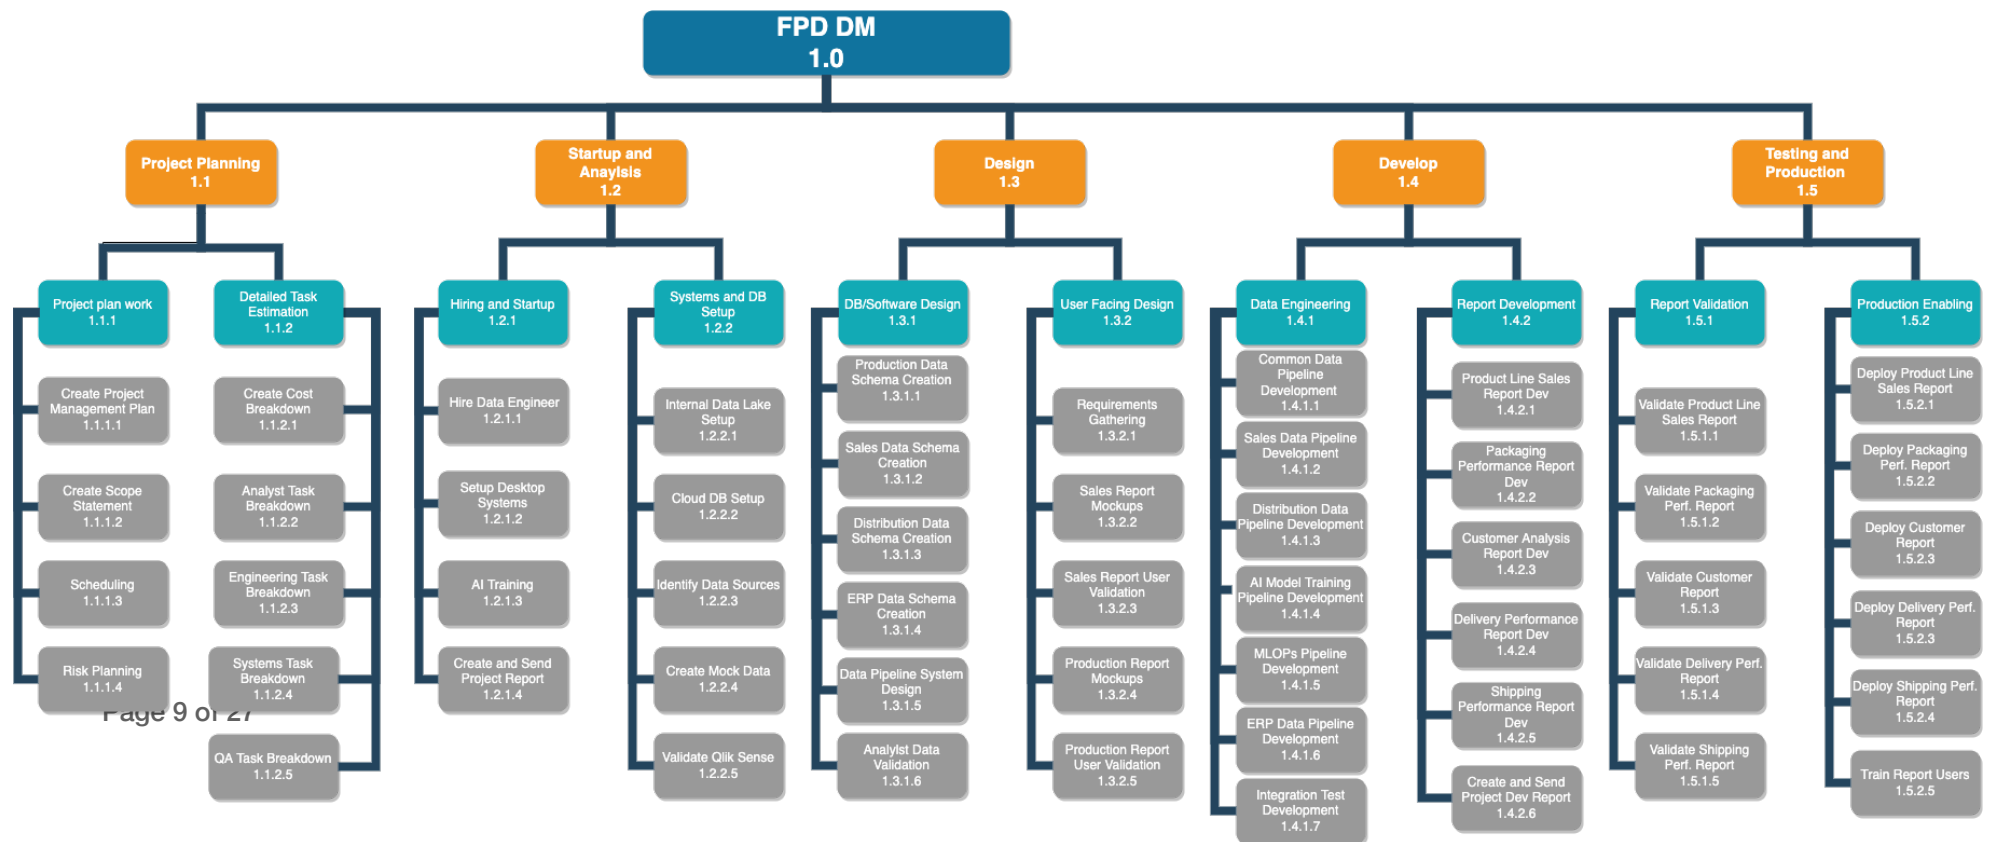 FPD DM
1.0
Project Planning
1.1
Startup and
Anaylsis
1.2
Design
1.3
Develop
1.4
Testing and
Production
1.5
Project plan work
1.1.1
Create Project
Management Plan
1.1.1.1
Create Scope
Statement
1.1.1.2
Scheduling
1.1.1.3
Risk Planning
1.1.1.4
Detailed Task
Estimation
1.1.2
Create Cost
Breakdown
1.1.2.1
Analyst Task
Breakdown
1.1.2.2
Engineering Task
Breakdown
1.1.2.3
Systems Task
Breakdown
1.1.2.4
QA Task Breakdown
1.1.2.5
Page 9 of 27
Hiring and Startup
1.2.1
Hire Data Engineer
1.2.1.1
Setup Desktop
Systems
1.2.1.2
AI Training
1.2.1.3
Create and Send
Project Report
1.2.1.4
Systems and DB
Setup
1.2.2
Internal Data Lake
Setup
1.2.2.1
Cloud DB Setup
1.2.2.2
Identify Data Sources
1.2.2.3
Create Mock Data
1.2.2.4
Validate Qlik Sense
1.2.2.5
DB/Software Design
1.3.1
Production Data
Schema Creation
1.3.1.1
Sales Data Schema
Creation
1.3.1.2
Distribution Data
Schema Creation
1.3.1.3
ERP Data Schema
Creation
1.3.1.4
Data Pipeline System
Design
1.3.1.5
Analylst Data
Validation
1.3.1.6
User Facing Design
1.3.2
Requirements
Gathering
1.3.2.1
Sales Report
Mockups
1.3.2.2
Sales Report User
Validation
1.3.2.3
Production Report
Mockups
1.3.2.4
Production Report
User Validation
1.3.2.5
Data Engineering
1.4.1
Common Data
Pipeline
Development
1.4.1.1
Sales Data Pipeline
Development
1.4.1.2
Distribution Data
Pipeline Development
1.4.1.3
AI Model Training
Pipeline Development
1.4.1.4
MLOPs Pipeline
Development
1.4.1.5
ERP Data Pipeline
Development
1.4.1.6
Integration Test
Development
1.4.1.7
Report Development
1.4.2
Product Line Sales
Report Dev
1.4.2.1
Packaging
Performance Report
Dev
1.4.2.2
Customer Analysis
Report Dev
1.4.2.3
Delivery Performance
Report Dev
1.4.2.4
Shipping
Performance Report
Dev
1.4.2.5
Create and Send
Project Dev Report
1.4.2.6
Report Validation
1.5.1
Validate Product Line
Sales Report
1.5.1.1
Validate Packaging
Perf. Report
1.5.1.2
Validate Customer
Report
1.5.1.3
Validate Delivery Perf.
Report
1.5.1.4
Validate Shipping
Perf. Report
1.5.1.5
Production Enabling
1.5.2
Deploy Product Line
Sales Report
1.5.2.1
Deploy Packaging
Perf. Report
1.5.2.2
Deploy Customer
Report
1.5.2.3
Deploy Delivery Perf.
Report
1.5.2.3
Deploy Shipping Perf.
Report
1.5.2.4
Train Report Users
1.5.2.5